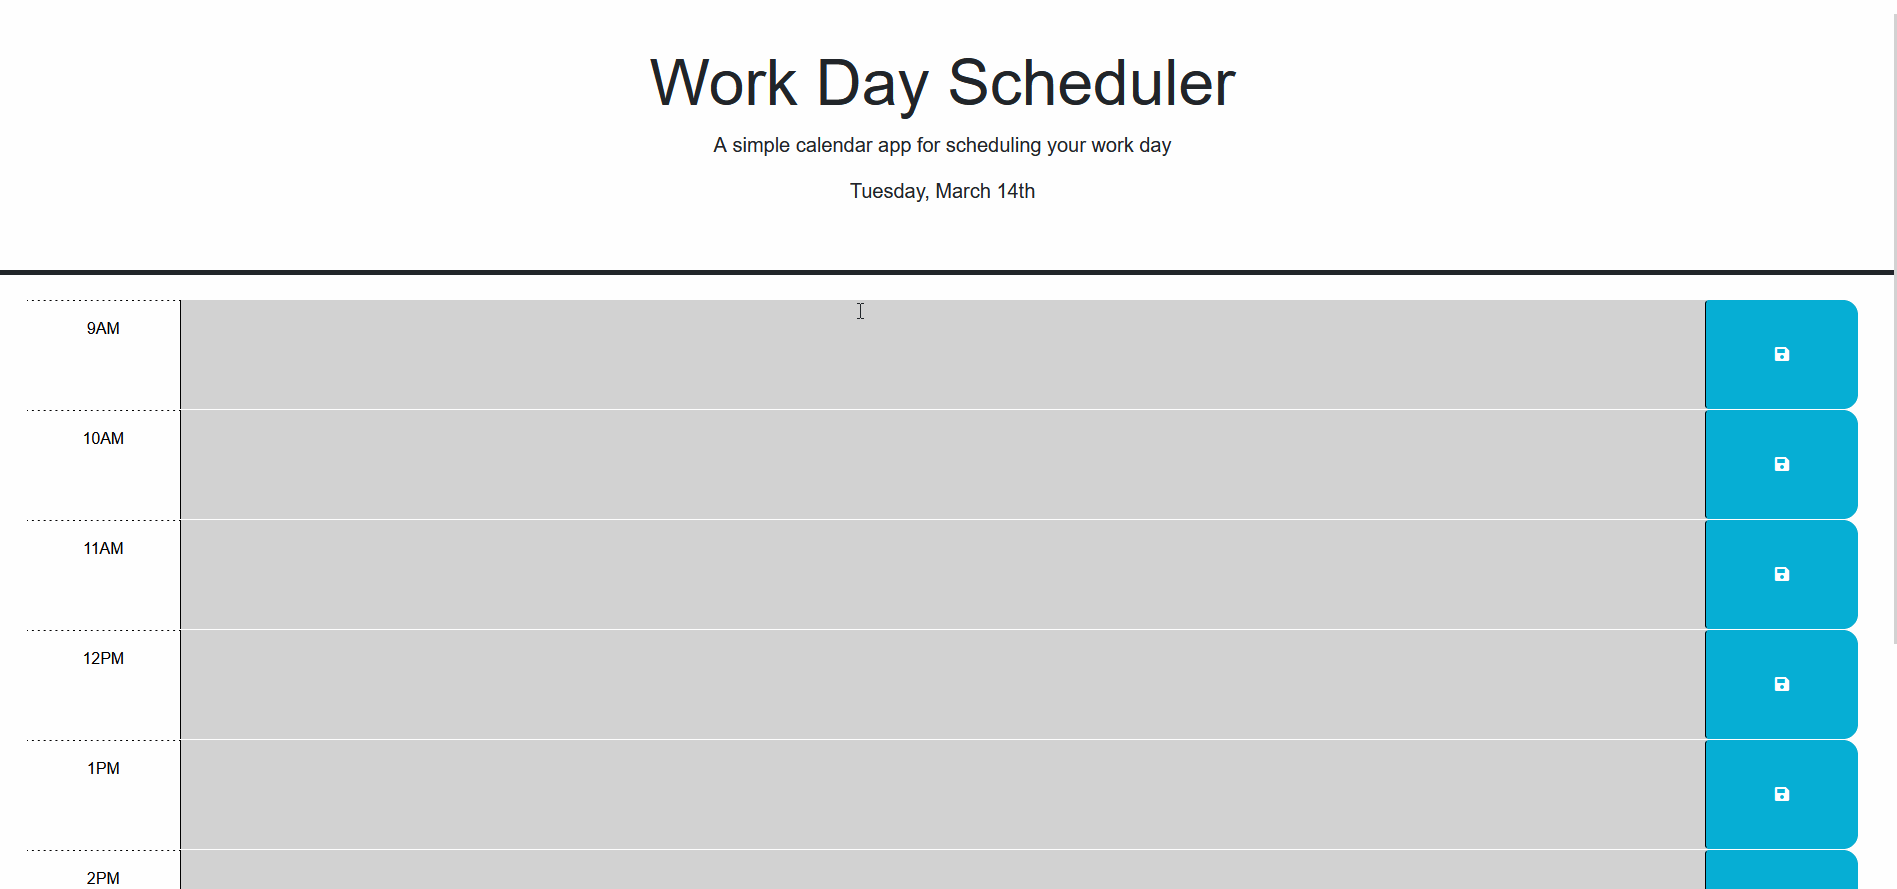 Work Day Scheduler
A simple calendar app for scheduling your work day
Tuesday, March 14th
9AM
10AM
11AM
12PM
1PM
2PM